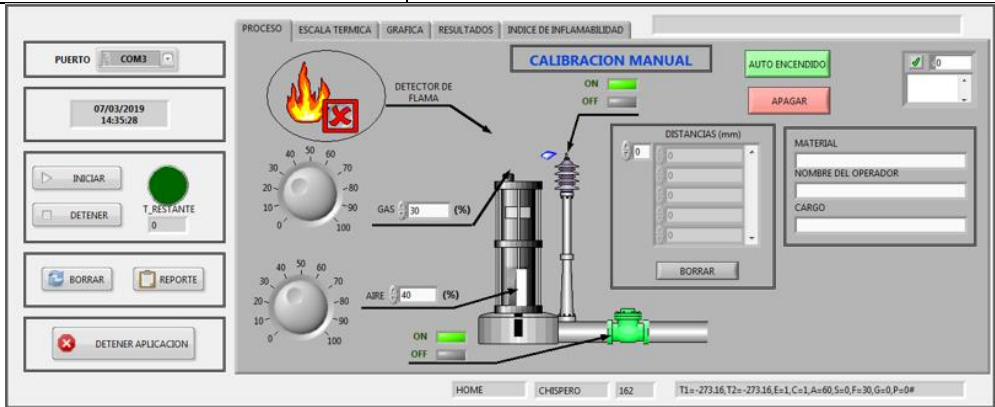 PROCESO ESCALA TERMICA GRAFICA RESULTADOS INDICE DE INFLAMABILIDAD
PUERTO COM3
07/03/2019
14:35:28
INICIAR
DETENER
T_RESTANTE
0
BORRAR REPORTE
DETENER APLICACION
CALIBRACION MANUAL
DETECTOR DE
FLAMA
ON
OFF
AUTO ENCENDIDO
APAGAR
0
0 10 20 30 40 50 60 70 80 90 100
GAS 30 (%)
0 10 20 30 40 50 60 70 80 90 100
AIRE 40 (%)
ON
OFF
DISTANCIAS (mm)
0
0
0
0
0
0
BORRAR
MATERIAL
NOMBRE DEL OPERADOR
CARGO
HOME CHISPERO 162 T1=-273.16,T2=-273.16,E=1,C=1,A=60,S=0,F=30,G=0,P=0#